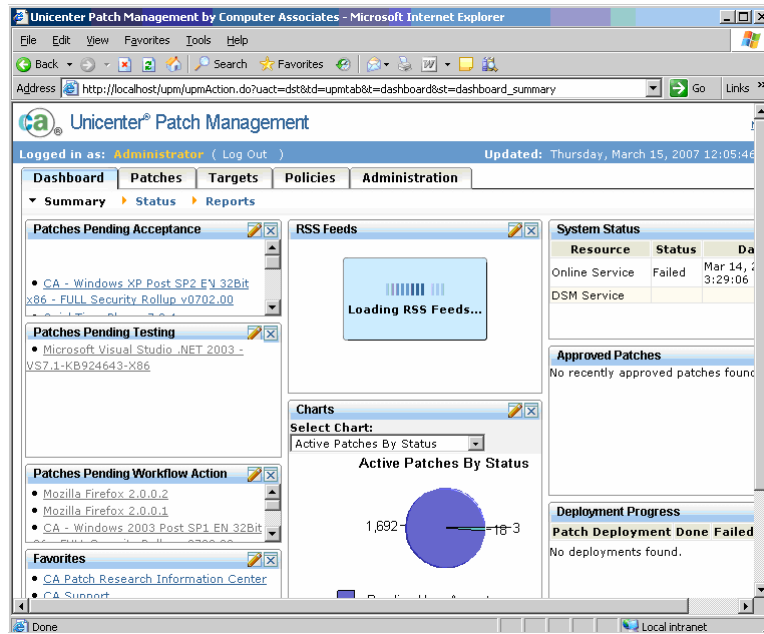 Unicenter Patch Management by Computer Associates - Microsoft Internet Explorer
File Edit View Favorites Tools Help
Back Search Favorites
Address http://localhost/upm/upmAction.do?uact=dst&td=upmtab&t=dashboard&st=dashboard_summary Go Links »
ca® Unicenter® Patch Management
Logged in as: Administrator ( Log Out ) Updated: Thursday, March 15, 2007 12:05:46
Dashboard Patches Targets Policies Administration
Summary Status Reports
Patches Pending Acceptance
CA - Windows XP Post SP2 EN 32Bit
x86 - FULL Security Rollup v0702.00
Patches Pending Testing
Microsoft Visual Studio .NET 2003 -
VS7.1-KB924643-X86
Patches Pending Workflow Action
Mozilla Firefox 2.0.0.2
Mozilla Firefox 2.0.0.1
CA - Windows 2003 Post SP1 EN 32Bit
Favorites
CA Patch Research Information Center
CA Support
RSS Feeds
Loading RSS Feeds...
Charts
Select Chart:
Active Patches By Status
Active Patches By Status
1,692
18 3
System Status
Resource Status Da
Online Service Failed Mar 14, 2
3:29:06
DSM Service
Approved Patches
No recently approved patches found
Deployment Progress
Patch Deployment Done Failed
No deployments found.
Done Local intranet